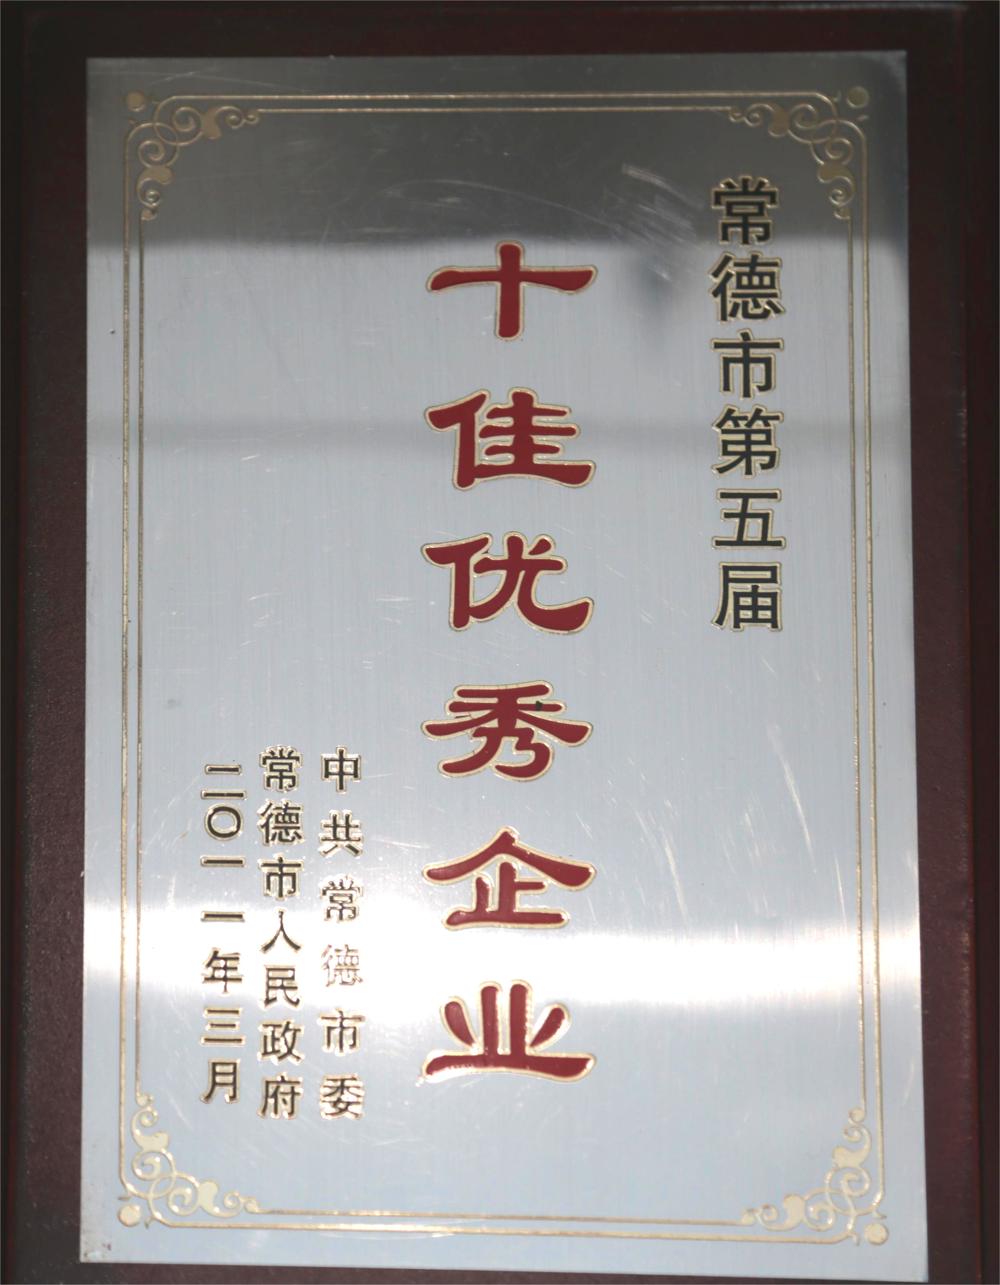 常德市第五届
十佳优秀企业
中共常德市委
常德市人民政府
二〇一一年三月